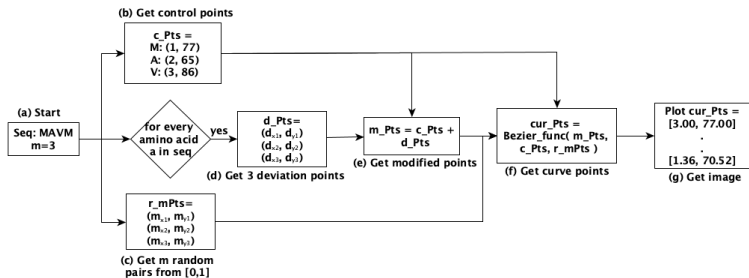 (b) Get control points
c_Pts =
M: (1, 77)
A: (2, 65)
V: (3, 86)
(a) Start
Seq: MAVM
m=3
for every
amino acid
a in seq
yes
d_Pts=
(dx1, dy1)
(dx2, dy2)
(dx3, dy3)
(d) Get 3 deviation points
m_Pts = c_Pts +
d_Pts
(e) Get modified points
cur_Pts =
Bezier_func( m_Pts,
c_Pts, r_mPts )
(f) Get curve points
Plot cur_Pts =
[3.00, 77.00]
.
.
[1.36, 70.52]
(g) Get image
r_mPts =
(mx1, my1)
(mx2, my2)
(mx3, my3)
(c) Get m random
pairs from [0,1]